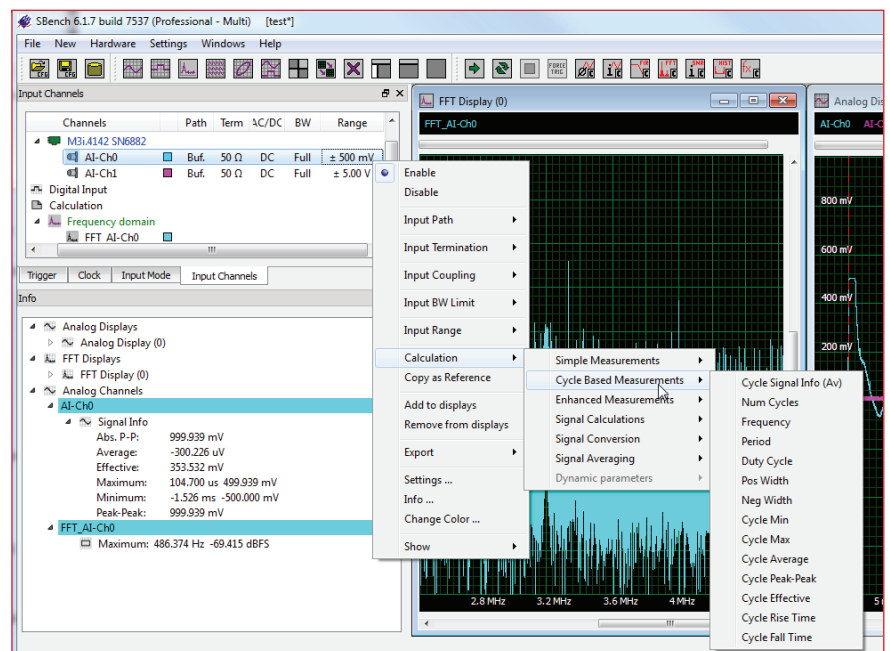 SBench 6.1.7 build 7537 (Professional - Multi) [test*]
File New Hardware Settings Windows Help
CFG CFG FORCE TRIG FIR FFT SNR HIST fx
Input Channels
Channels Path Term AC/DC BW Range
M3i.4142 SN6882
AI-Ch0 Buf. 50 Ω DC Full ± 500 mV
AI-Ch1 Buf. 50 Ω DC Full ± 5.00 V
Digital Input
Calculation
Frequency domain
FFT AI-Ch0
Trigger Clock Input Mode Input Channels
Info
Analog Displays
Analog Display (0)
FFT Displays
FFT Display (0)
Analog Channels
AI-Ch0
Signal Info
Abs. P-P: 999.939 mV
Average: -300.226 uV
Effective: 353.532 mV
Maximum: 104.700 us 499.939 mV
Minimum: -1.526 ms -500.000 mV
Peak-Peak: 999.939 mV
FFT_AI-Ch0
Maximum: 486.374 Hz -69.415 dBFS
Enable
Disable
Input Path
Input Termination
Input Coupling
Input BW Limit
Input Range
Calculation
Copy as Reference
Add to displays
Remove from displays
Export
Settings ...
Info ...
Change Color ...
Show
Simple Measurements
Cycle Based Measurements
Enhanced Measurements
Signal Calculations
Signal Conversion
Signal Averaging
Dynamic parameters
Cycle Signal Info (Av)
Num Cycles
Frequency
Period
Duty Cycle
Pos Width
Neg Width
Cycle Min
Cycle Max
Cycle Average
Cycle Peak-Peak
Cycle Effective
Cycle Rise Time
Cycle Fall Time
FFT Display (0)
FFT_AI-Ch0
2.8 MHz 3.2 MHz 3.6 MHz 4 MHz
Analog Dis
AI-Ch0 AI-C
800 mV
600 mV
400 mV
200 mV
5